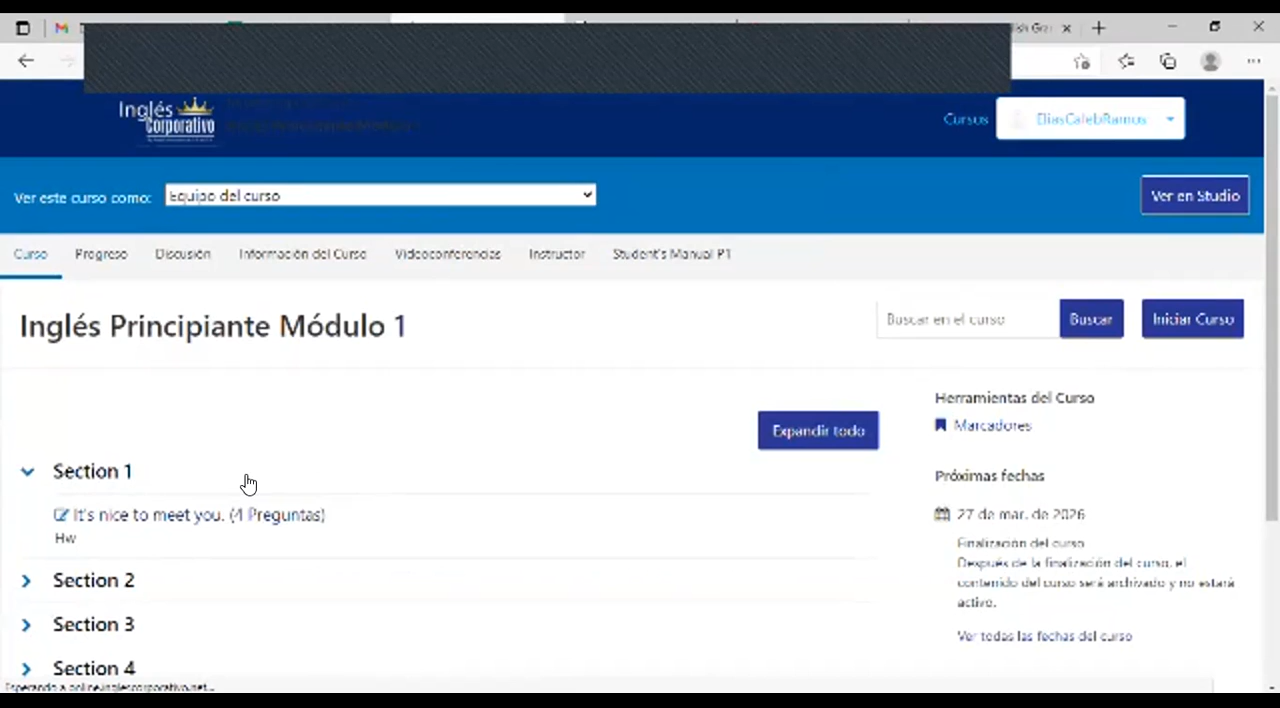 Inglés
Corporativo
Cursos
EliasCalebRamos
Ver este curso como:
Equipo del curso
Ver en Studio
Curso
Progreso
Discusión
Información del Curso
Videoconferencias
Instructor
Student's Manual P1
Inglés Principiante Módulo 1
Buscar en el curso
Buscar
Iniciar Curso
Herramientas del Curso
Expandir todo
Marcadores
Section 1
Próximas fechas
It's nice to meet you. (4 Preguntas)
27 de mar. de 2026
Hw
Finalización del curso
Después de la finalización del curso, el
contenido del curso será archivado y no estará
activo.
Section 2
Section 3
Ver todas las fechas del curso
Section 4
Esperando a online.inglescorporativo.net...